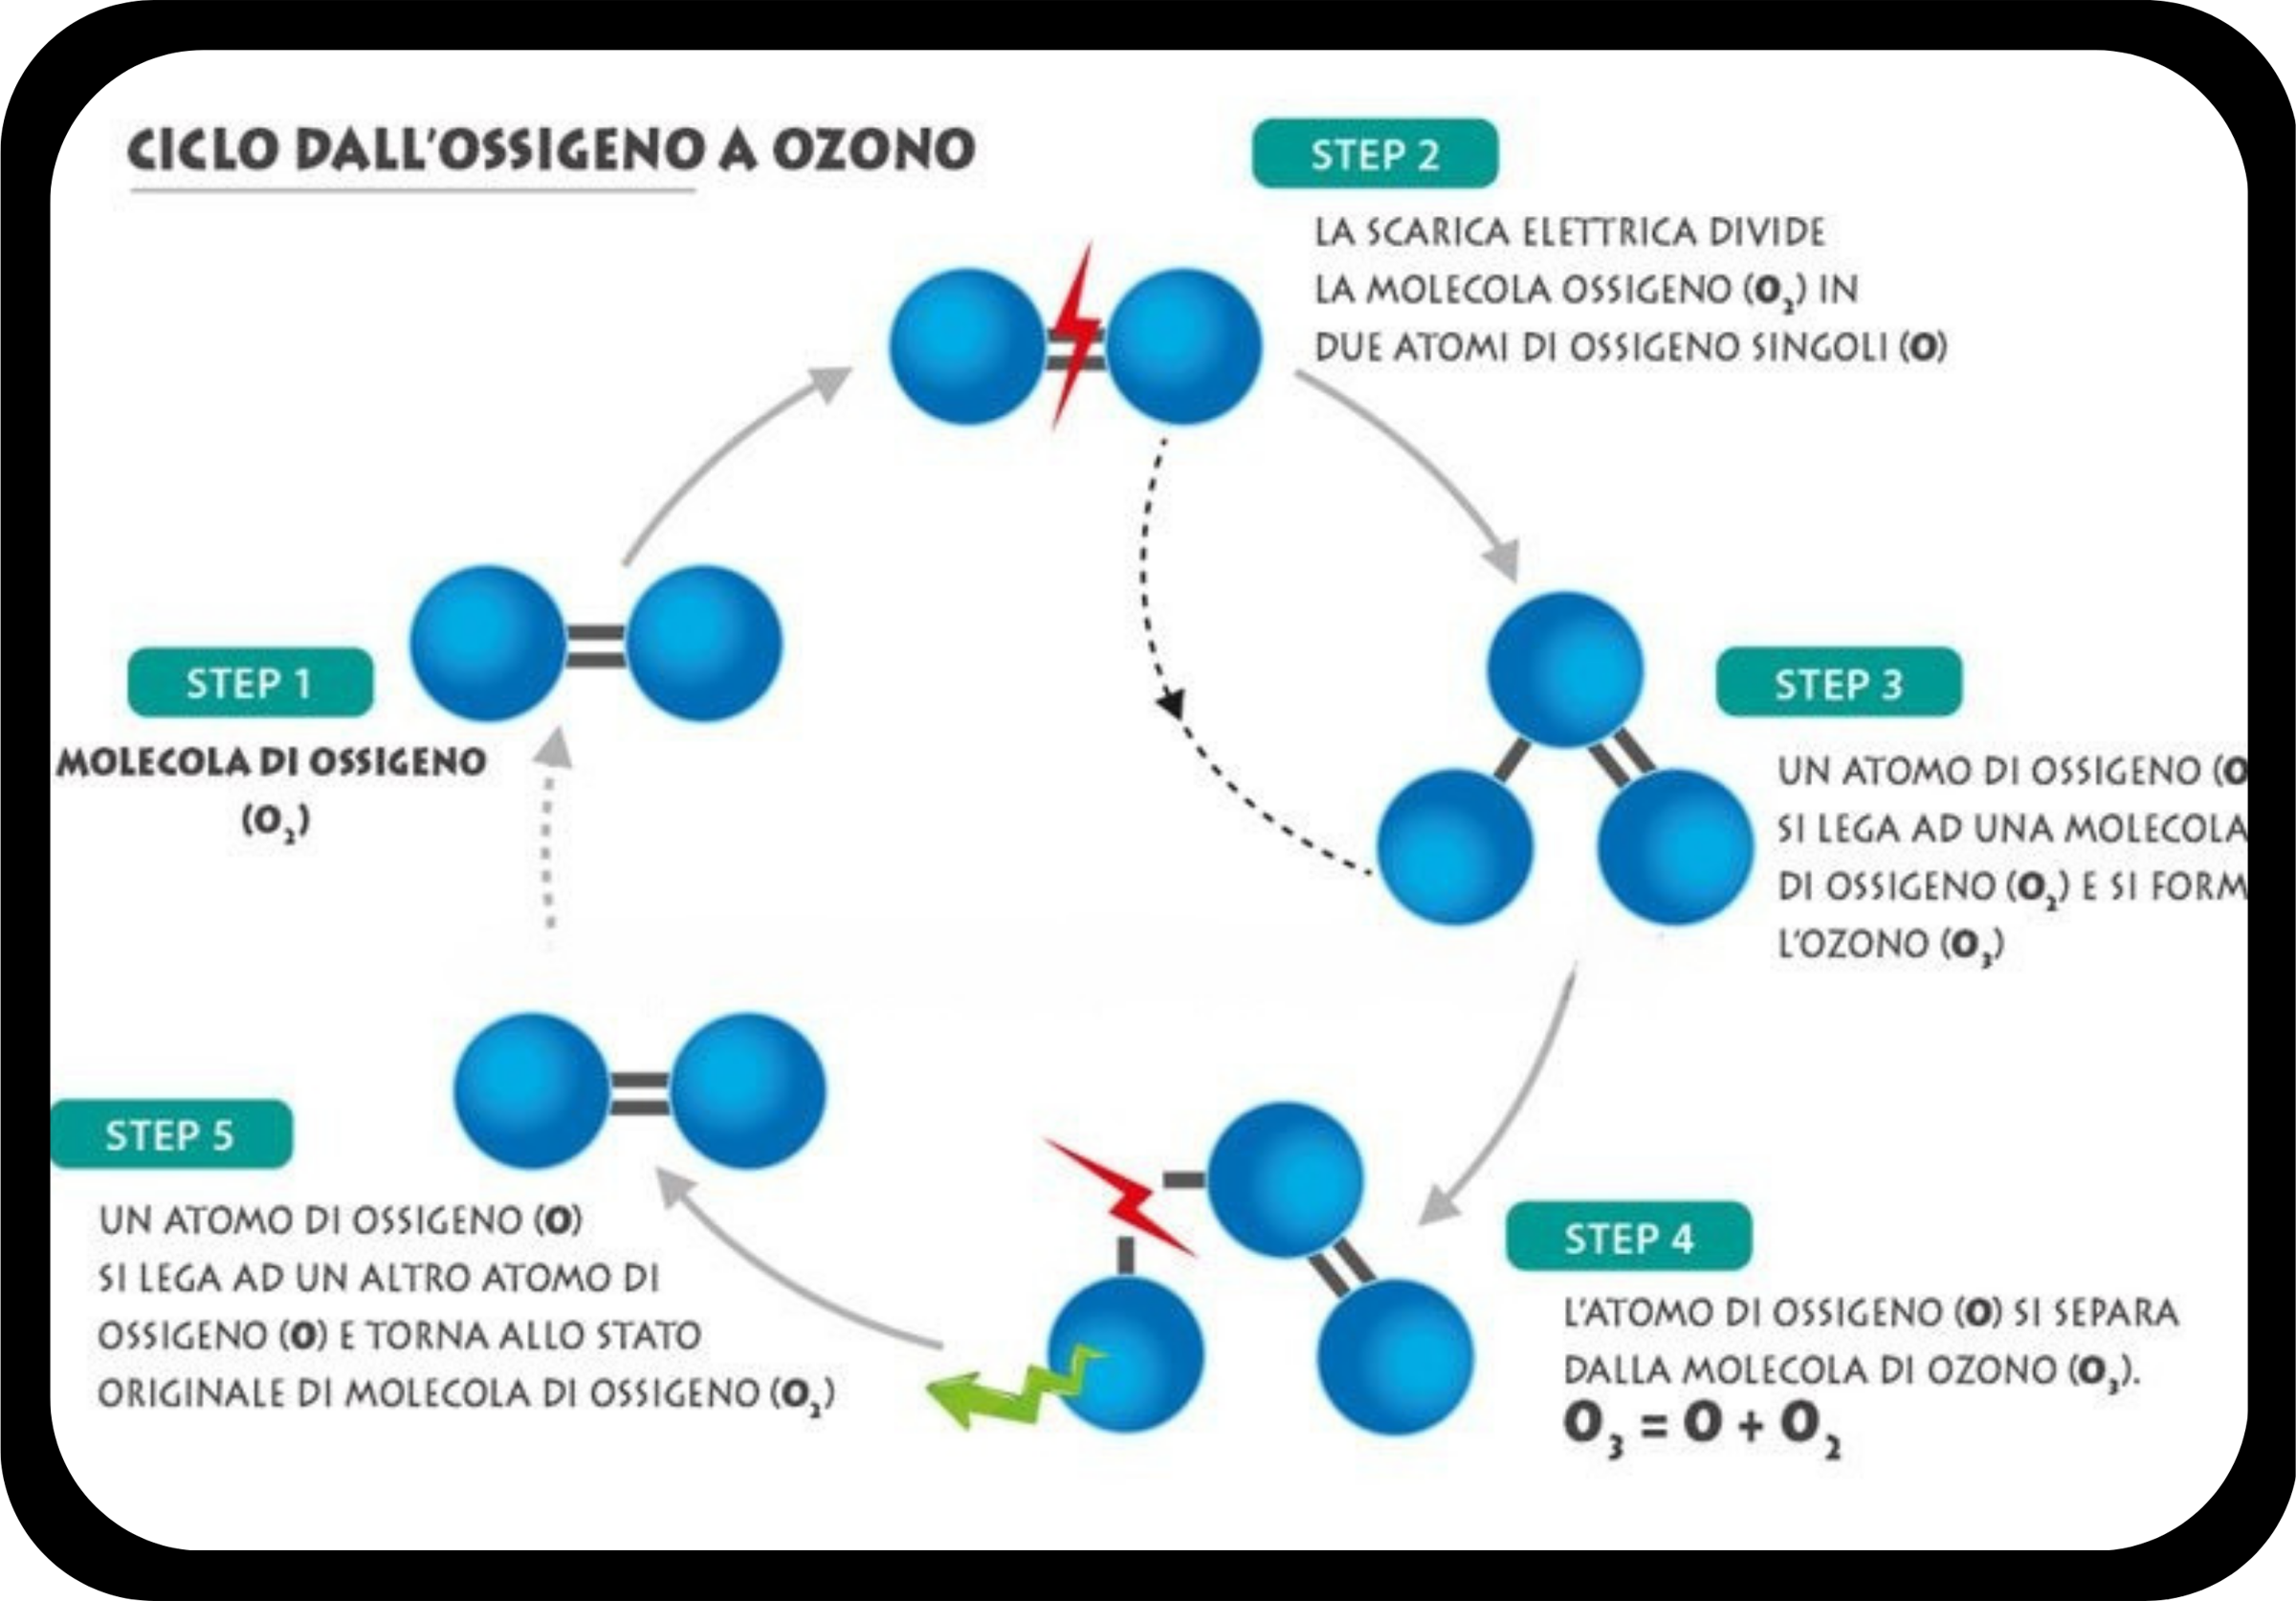 CICLO DALL'OSSIGENO A OZONO
STEP 1
MOLECOLA DI OSSIGENO
(O₂)
STEP 2
LA SCARICA ELETTRICA DIVIDE
LA MOLECOLA OSSIGENO (O₂) IN
DUE ATOMI DI OSSIGENO SINGOLI (O)
STEP 3
UN ATOMO DI OSSIGENO (O
SI LEGA AD UNA MOLECOLA
DI OSSIGENO (O₂) E SI FORM
L'OZONO (O₃)
STEP 4
L'ATOMO DI OSSIGENO (O) SI SEPARA
DALLA MOLECOLA DI OZONO (O₃).
O₃ = O + O₂
STEP 5
UN ATOMO DI OSSIGENO (O)
SI LEGA AD UN ALTRO ATOMO DI
OSSIGENO (O) E TORNA ALLO STATO
ORIGINALE DI MOLECOLA DI OSSIGENO (O₂)